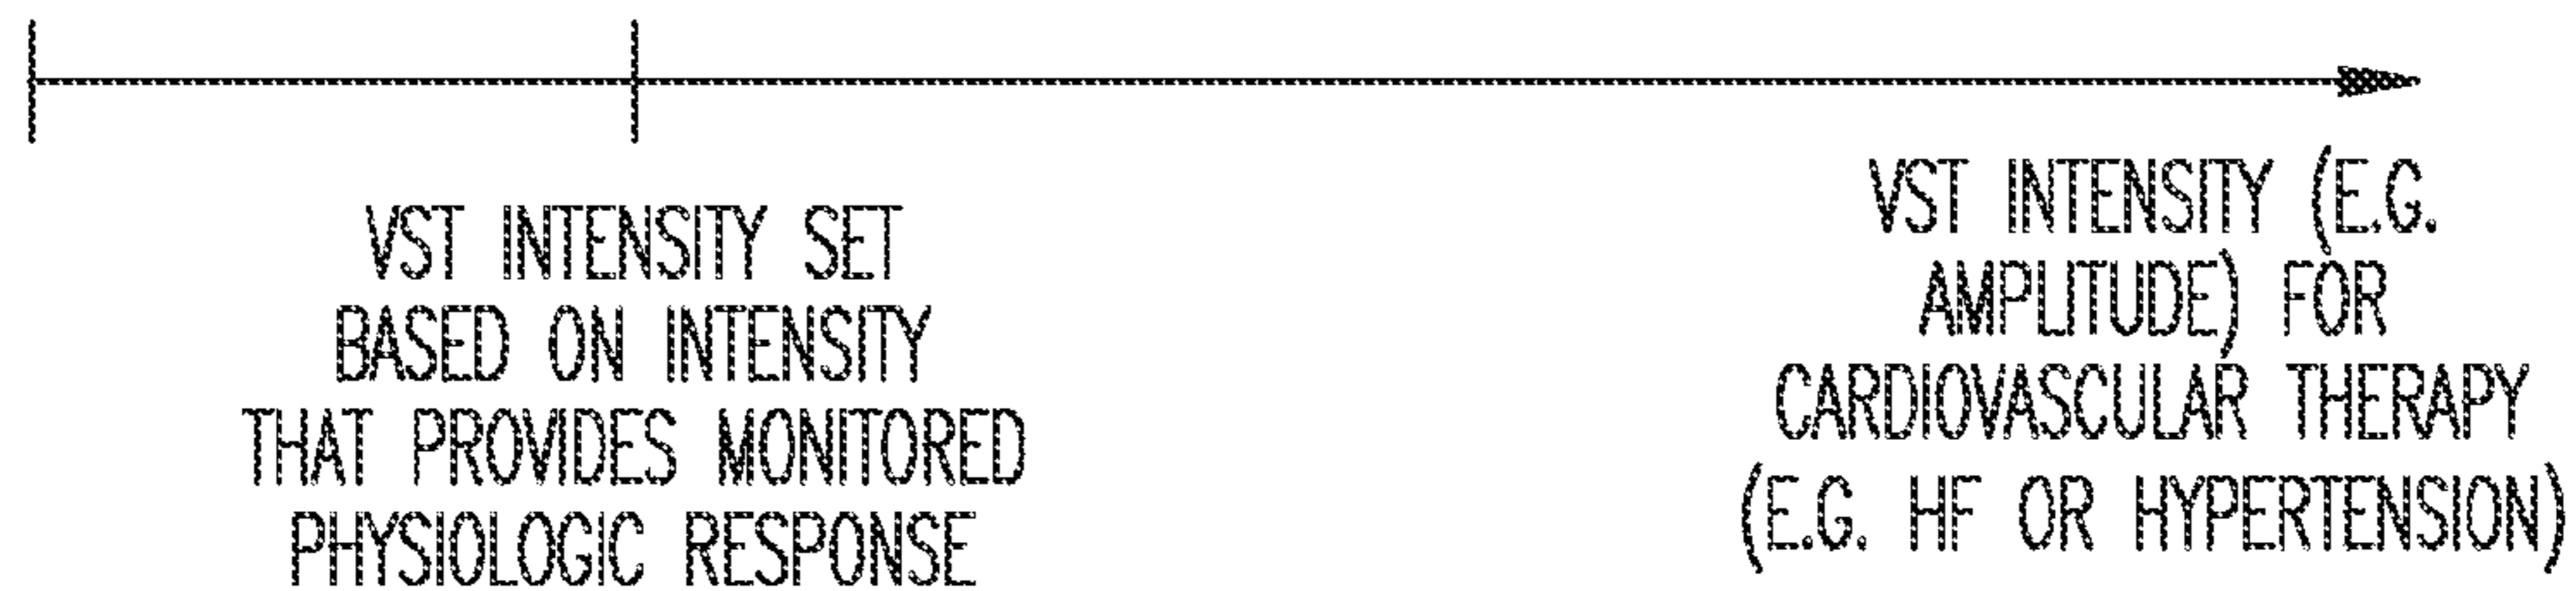 VST INTENSITY SET
BASED ON INTENSITY
THAT PROVIDES MONITORED
PHYSIOLOGIC RESPONSE
VST INTENSITY (E.G.
AMPLITUDE) FOR
CARDIOVASCULAR THERAPY
(E.G. HF OR HYPERTENSION)